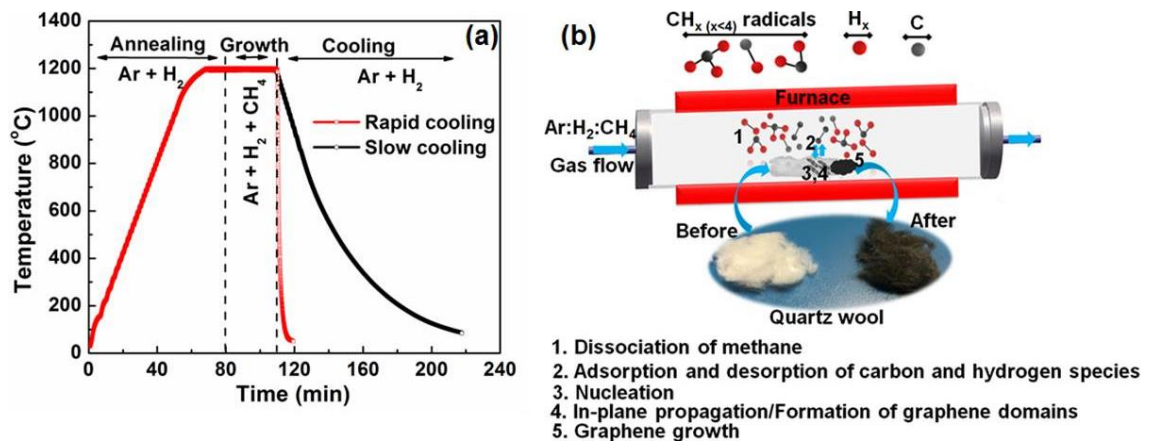 (a)
Annealing
Growth
Cooling
Ar + H2
Ar + H2 + CH4
Ar + H2
Rapid cooling
Slow cooling
Temperature (oC)
1400
1200
1000
800
600
400
200
0
0 40 80 120 160 200 240
Time (min)
(b)
CHx (x<4) radicals
Hx
C
Furnace
Ar:H2:CH4
Gas flow
1
2
3,4
5
Before
After
Quartz wool
1. Dissociation of methane
2. Adsorption and desorption of carbon and hydrogen species
3. Nucleation
4. In-plane propagation/Formation of graphene domains
5. Graphene growth